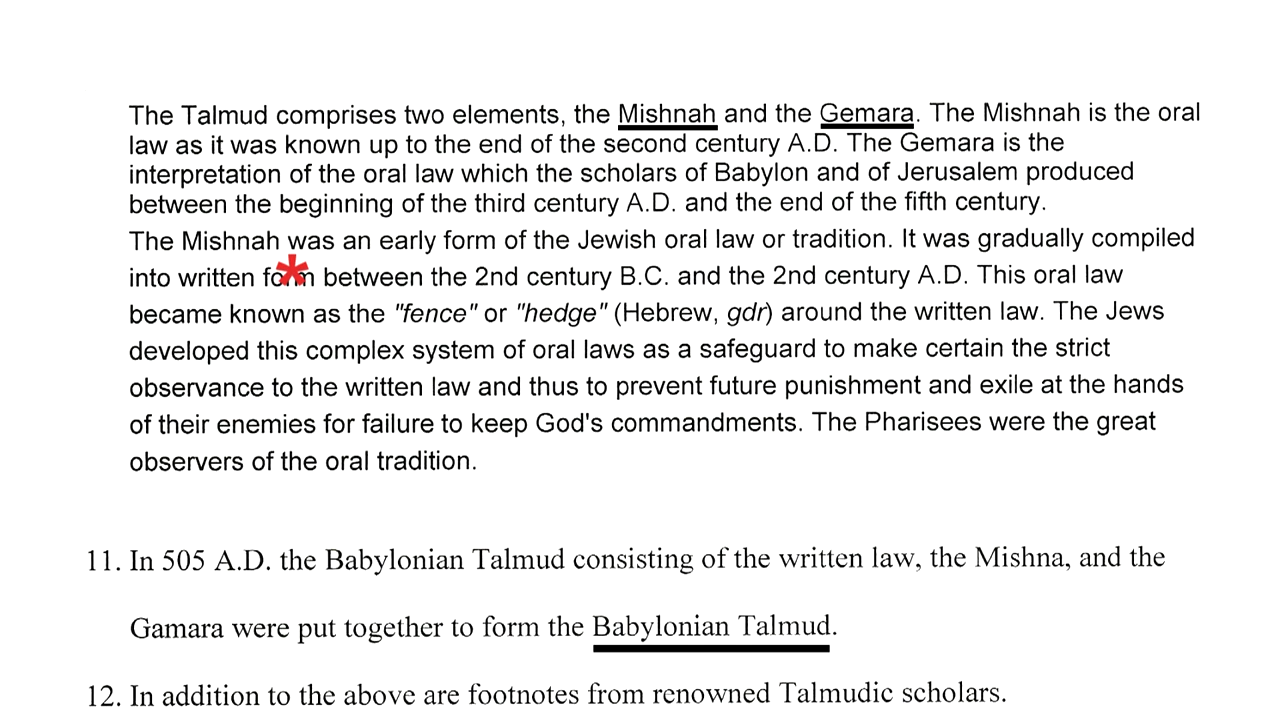 The Talmud comprises two elements, the Mishnah and the Gemara. The Mishnah is the oral
law as it was known up to the end of the second century A.D. The Gemara is the
interpretation of the oral law which the scholars of Babylon and of Jerusalem produced
between the beginning of the third century A.D. and the end of the fifth century.
The Mishnah was an early form of the Jewish oral law or tradition. It was gradually compiled
into written form between the 2nd century B.C. and the 2nd century A.D. This oral law
became known as the "fence" or "hedge" (Hebrew, gdr) around the written law. The Jews
developed this complex system of oral laws as a safeguard to make certain the strict
observance to the written law and thus to prevent future punishment and exile at the hands
of their enemies for failure to keep God's commandments. The Pharisees were the great
observers of the oral tradition.
11. In 505 A.D. the Babylonian Talmud consisting of the written law, the Mishna, and the
Gamara were put together to form the Babylonian Talmud.
12. In addition to the above are footnotes from renowned Talmudic scholars.